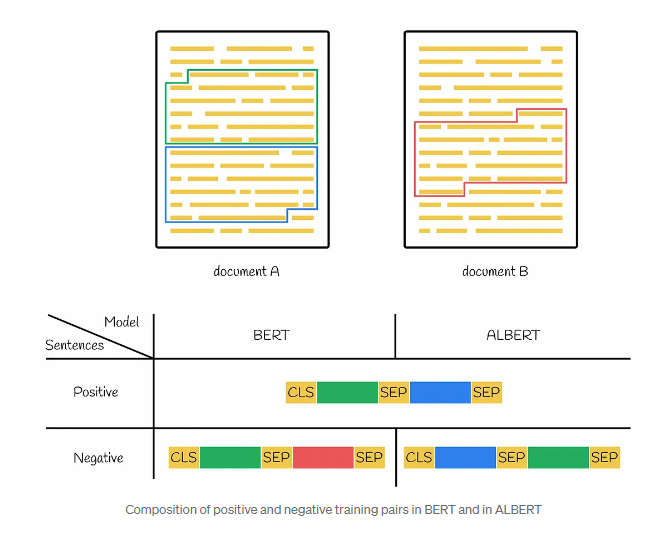 document A
document B
Model
Sentences
BERT
ALBERT
Positive
CLS SEP SEP
Negative
CLS SEP SEP CLS SEP SEP
Composition of positive and negative training pairs in BERT and in ALBERT